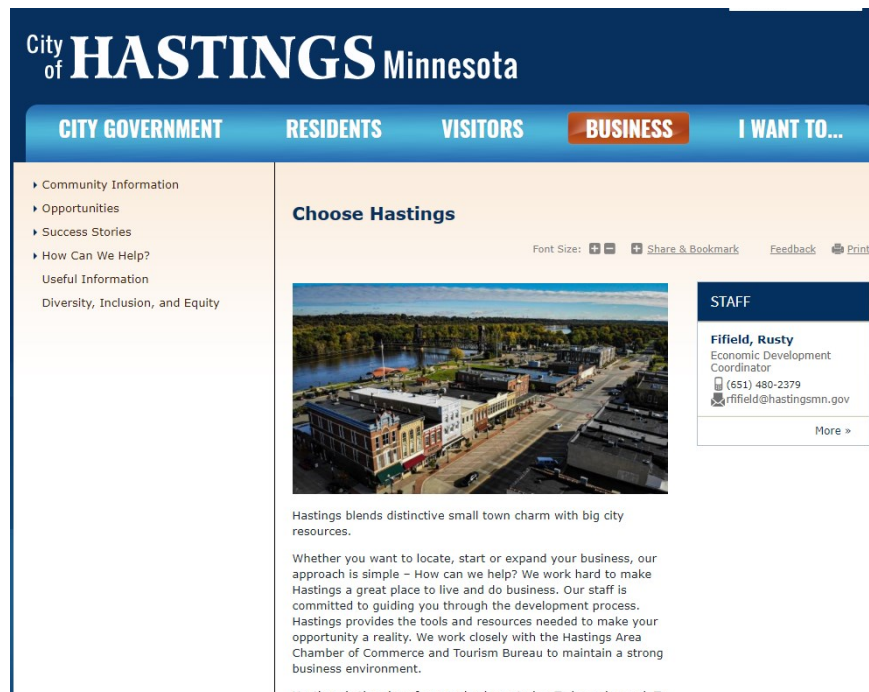 City of HASTINGS Minnesota
CITY GOVERNMENT RESIDENTS VISITORS BUSINESS I WANT TO...
Community Information
Opportunities
Success Stories
How Can We Help?
Useful Information
Diversity, Inclusion, and Equity
Choose Hastings
Font Size: Share & Bookmark Feedback Print
STAFF
Fifield, Rusty
Economic Development
Coordinator
(651) 480-2379
rfifield@hastingsmn.gov
More »
Hastings blends distinctive small town charm with big city
resources.
Whether you want to locate, start or expand your business, our
approach is simple – How can we help? We work hard to make
Hastings a great place to live and do business. Our staff is
committed to guiding you through the development process.
Hastings provides the tools and resources needed to make your
opportunity a reality. We work closely with the Hastings Area
Chamber of Commerce and Tourism Bureau to maintain a strong
business environment.